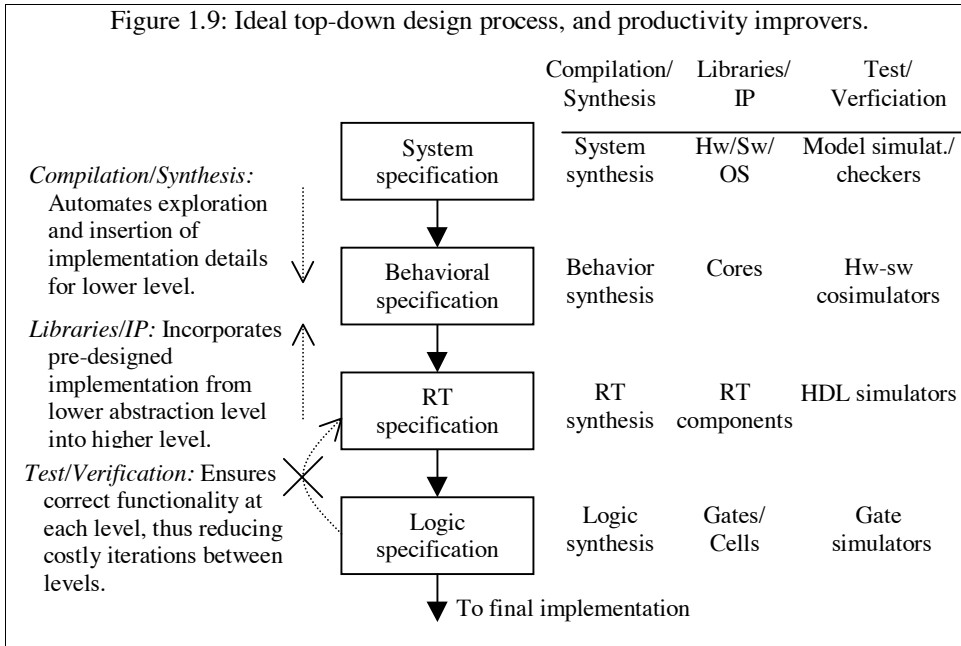 Figure 1.9: Ideal top-down design process, and productivity improvers.
Compilation/
Synthesis
Libraries/
IP
Test/
Verficiation
Compilation/Synthesis:
Automates exploration
and insertion of
implementation details
for lower level.
Libraries/IP: Incorporates
pre-designed
implementation from
lower abstraction level
into higher level.
Test/Verification: Ensures
correct functionality at
each level, thus reducing
costly iterations between
levels.
System
specification
System
synthesis
Hw/Sw/
OS
Model simulat./
checkers
Behavioral
specification
Behavior
synthesis
Cores
Hw-sw
cosimulators
RT
specification
RT
synthesis
RT
components
HDL simulators
Logic
specification
Logic
synthesis
Gates/
Cells
Gate
simulators
To final implementation